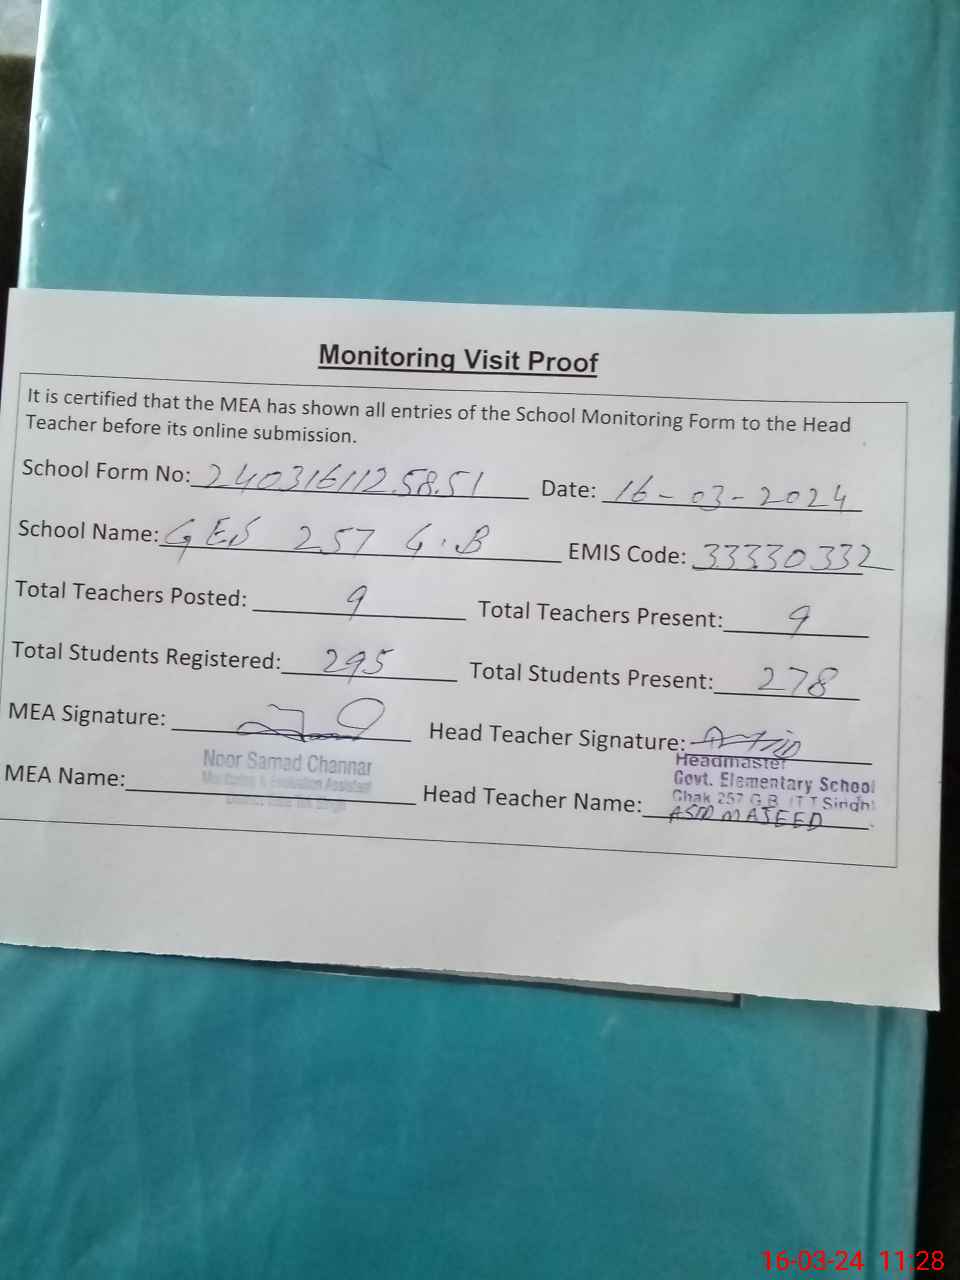 Monitoring Visit Proof
It is certified that the MEA has shown all entries of the School Monitoring Form to the Head
Teacher before its online submission.
School Form No: 240316112.58.51 Date: 16-03-2024
School Name: GES 257 G.B EMIS Code: 33330332
Total Teachers Posted: 9 Total Teachers Present: 9
Total Students Registered: 295 Total Students Present: 278
MEA Signature: Head Teacher Signature:
Noor Samad Channar Headmaster
Monitoring & Evaluation Assistant Govt. Elementary School
Chak 257 G.B
MEA Name: Head Teacher Name: MAJEED
16-03-24 11:28